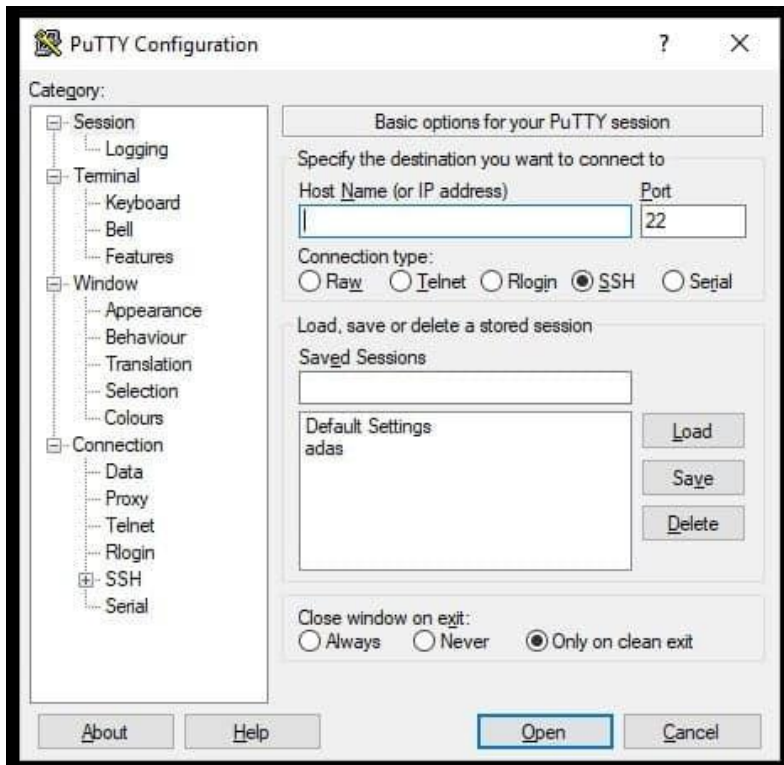 PuTTY Configuration
?
Category:
Session
Logging
Terminal
Keyboard
Bell
Features
Window
Appearance
Behaviour
Translation
Selection
Colours
Connection
Data
Proxy
Telnet
Rlogin
SSH
Serial
Basic options for your PuTTY session
Specify the destination you want to connect to
Host Name (or IP address) Port
22
Connection type:
Raw Telnet Rlogin SSH Serial
Load, save or delete a stored session
Saved Sessions
Default Settings
adas
Load
Save
Delete
Close window on exit:
Always Never Only on clean exit
About Help Open Cancel